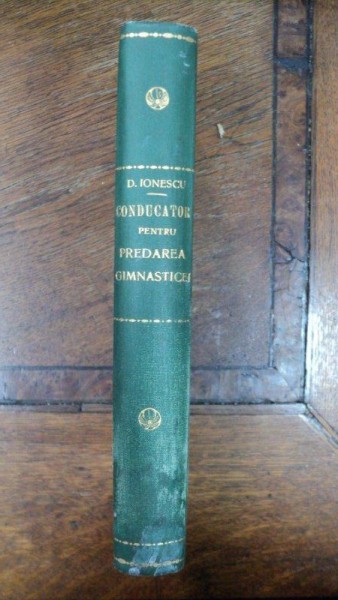 D. IONESCU
CONDUCATOR
PENTRU
PREDAREA
GIMNASTICEI